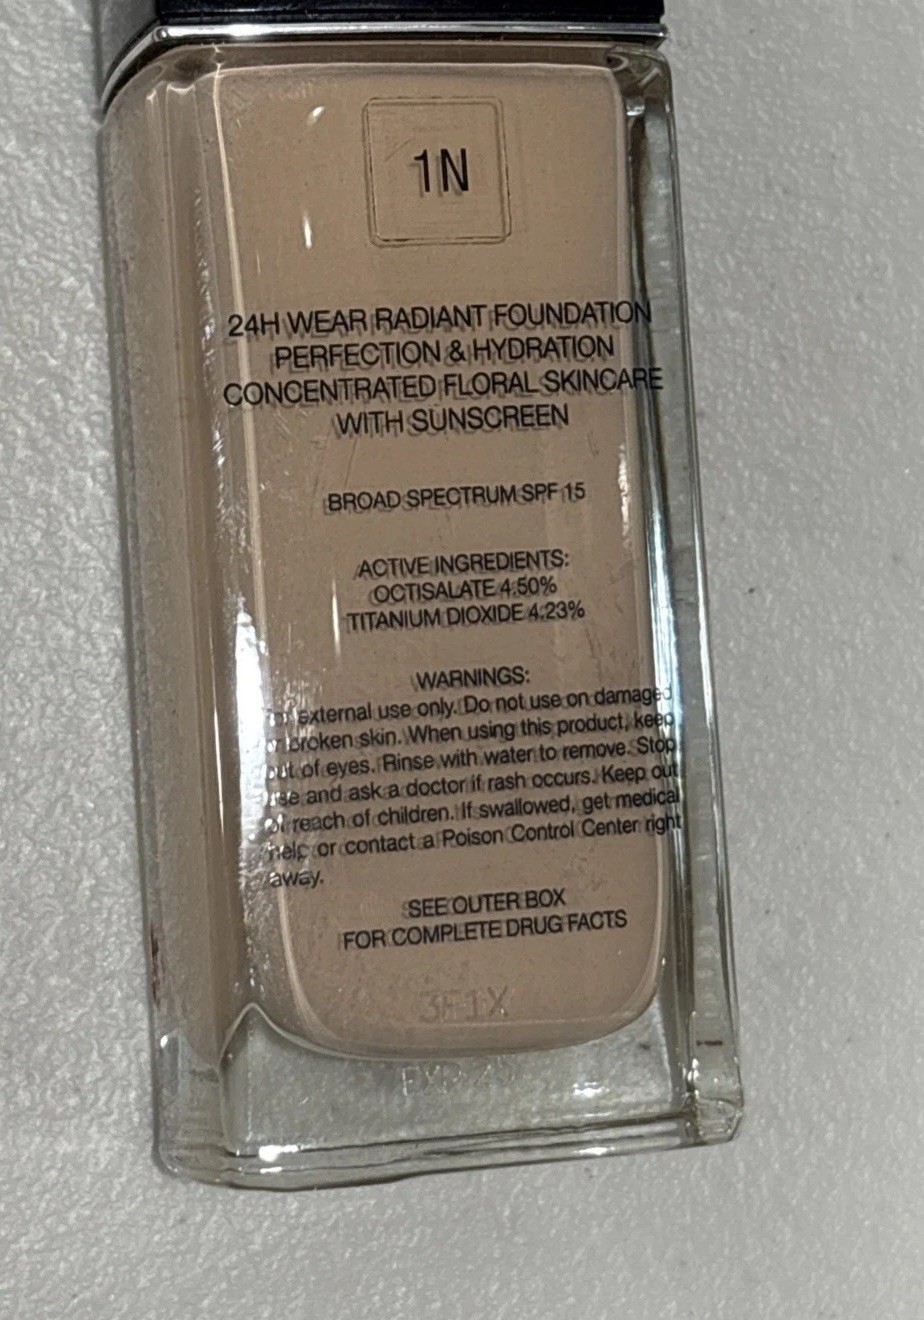 1N
24H WEAR RADIANT FOUNDATION
PERFECTION & HYDRATION
CONCENTRATED FLORAL SKINCARE
WITH SUNSCREEN
BROAD SPECTRUM SPF 15
ACTIVE INGREDIENTS:
OCTISALATE 4.50%
TITANIUM DIOXIDE 4.23%
WARNINGS:
For external use only. Do not use on damaged
or broken skin. When using this product, keep
out of eyes. Rinse with water to remove. Stop
use and ask a doctor if rash occurs. Keep out
of reach of children. If swallowed, get medical
help or contact a Poison Control Center right
away.
SEE OUTER BOX
FOR COMPLETE DRUG FACTS
3F1X